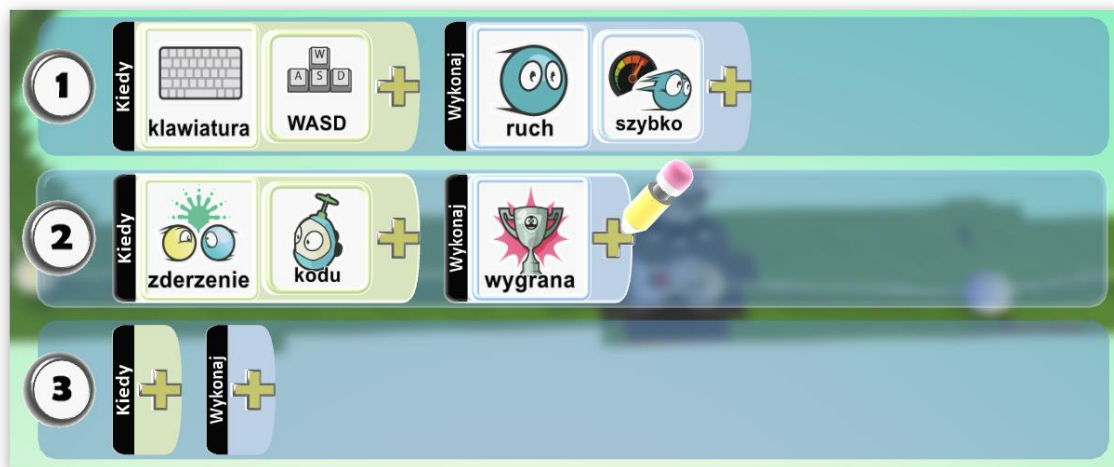 1 Kiedy klawiatura WASD Wykonaj ruch szybko
W
A S D
2 Kiedy zderzenie kodu Wykonaj wygrana
3 Kiedy Wykonaj